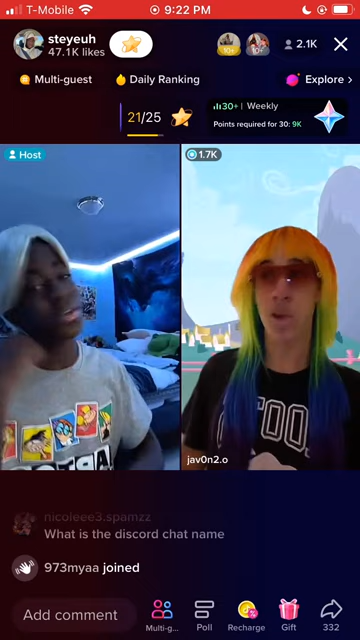 T-Mobile
9:22 PM
steyeuh
47.1K likes
10+
10+
2.1K
Multi-guest
Daily Ranking
Explore
21/25
30+ | Weekly
Points required for 30: 9K
Host
1.7K
jav0n2.o
nicoleee3.spamzz
What is the discord chat name
973myaa joined
Add comment
Multi-g...
Poll
Recharge
Gift
332